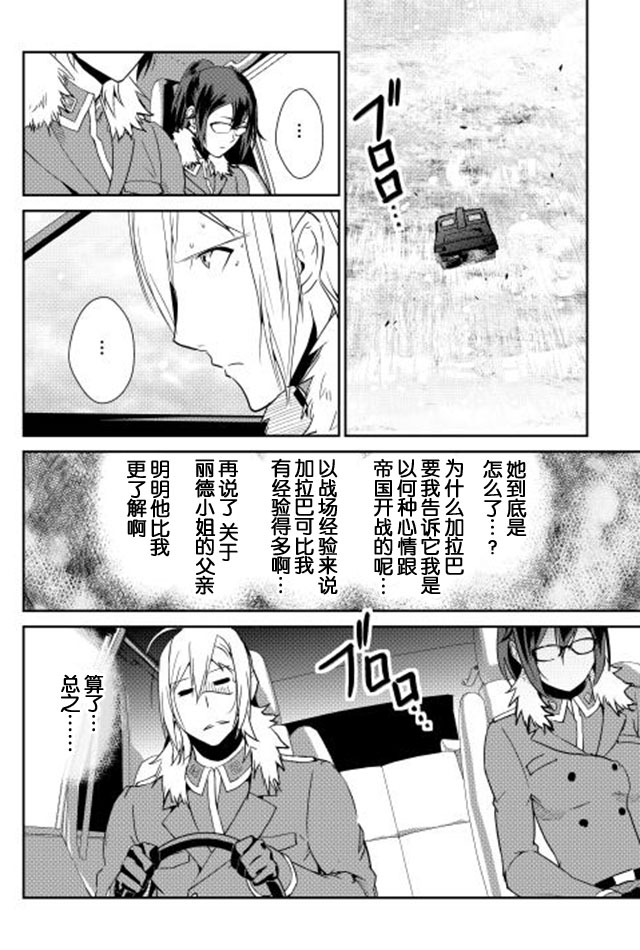 ブロロロ…
…
…
她到底是
怎么了…?
为什么加拉巴
要我告诉它我是
以何种心情跟
帝国开战的呢…
以战场经验来说
加拉巴可比我
有经验得多啊…
再说了 关于
丽德小姐的父亲
明明他比我
更了解啊
ブロロロ…
算了…
总之……